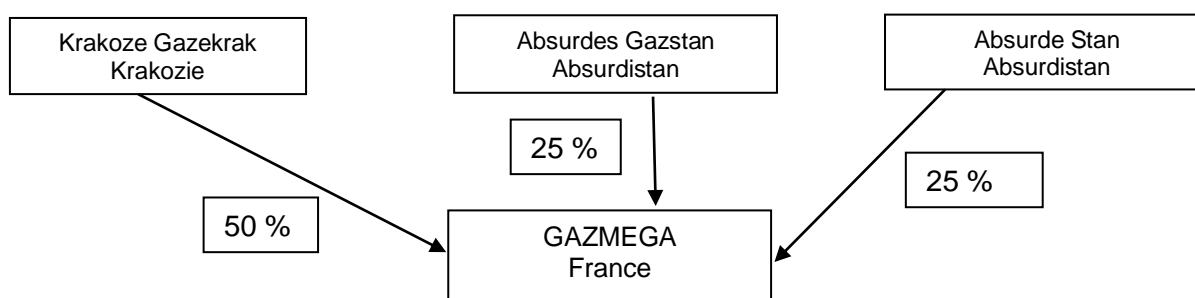 Krakoze Gazekrak
Krakozie
Absurdes Gazstan
Absurdistan
Absurde Stan
Absurdistan
25 %
25 %
50 %
GAZMEGA
France